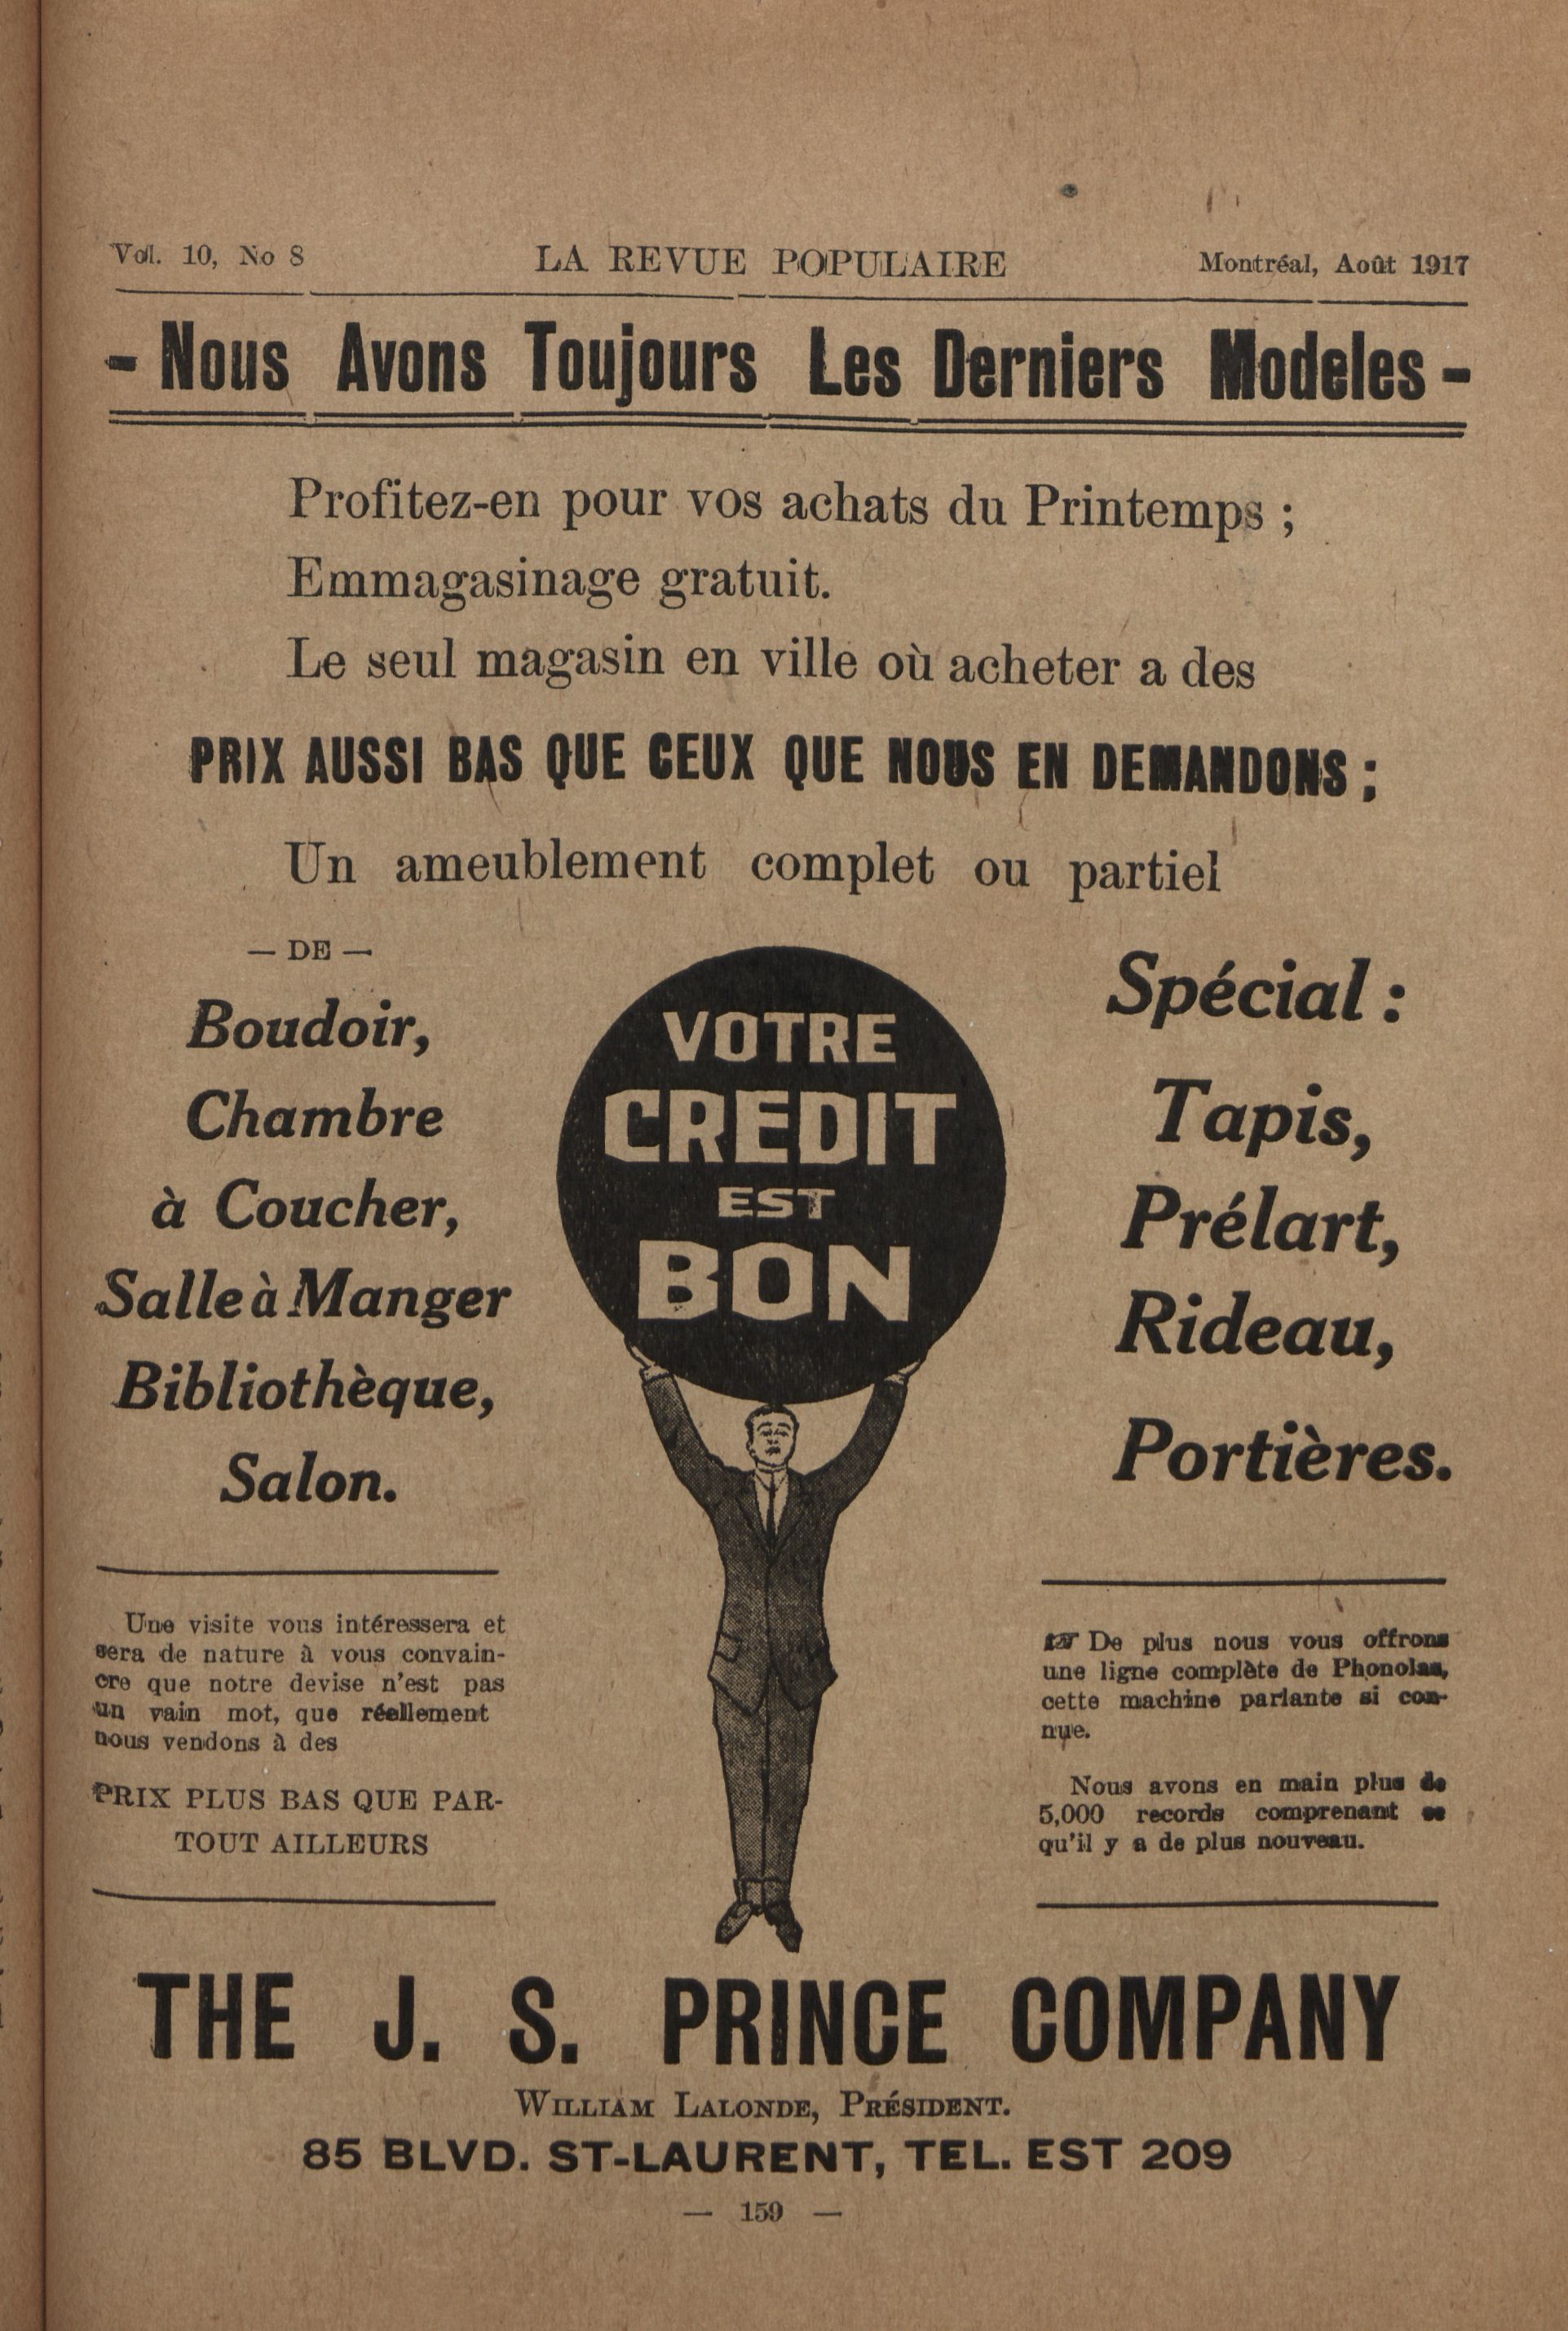 Vol. 10, No 8
LA REVUE POPULAIRE
Montréal, Août 1917
- Nous Avons Toujours Les Derniers Modeles -
Profitez-en pour vos achats du Printemps ;
Emmagasinage gratuit.
Le seul magasin en ville où acheter a des
PRIX AUSSI BAS QUE CEUX QUE NOUS EN DEMANDONS ;
Un ameublement complet ou partiel
— DE —
Boudoir,
Chambre
à Coucher,
Salle à Manger
Bibliothèque,
Salon.
VOTRE
CREDIT
EST
BON
Spécial :
Tapis,
Prélart,
Rideau,
Portières.
Une visite vous intéressera et
sera de nature à vous convain-
cre que notre devise n'est pas
un vain mot, que réellement
nous vendons à des
PRIX PLUS BAS QUE PAR-
TOUT AILLEURS
☞ De plus nous vous offrons
une ligne complète de Phonolas,
cette machine parlante si con-
nue.
Nous avons en main plus de
5,000 records comprenant ce
qu'il y a de plus nouveau.
THE J. S. PRINCE COMPANY
WILLIAM LALONDE, PRÉSIDENT.
85 BLVD. ST-LAURENT, TEL. EST 209
— 159 —